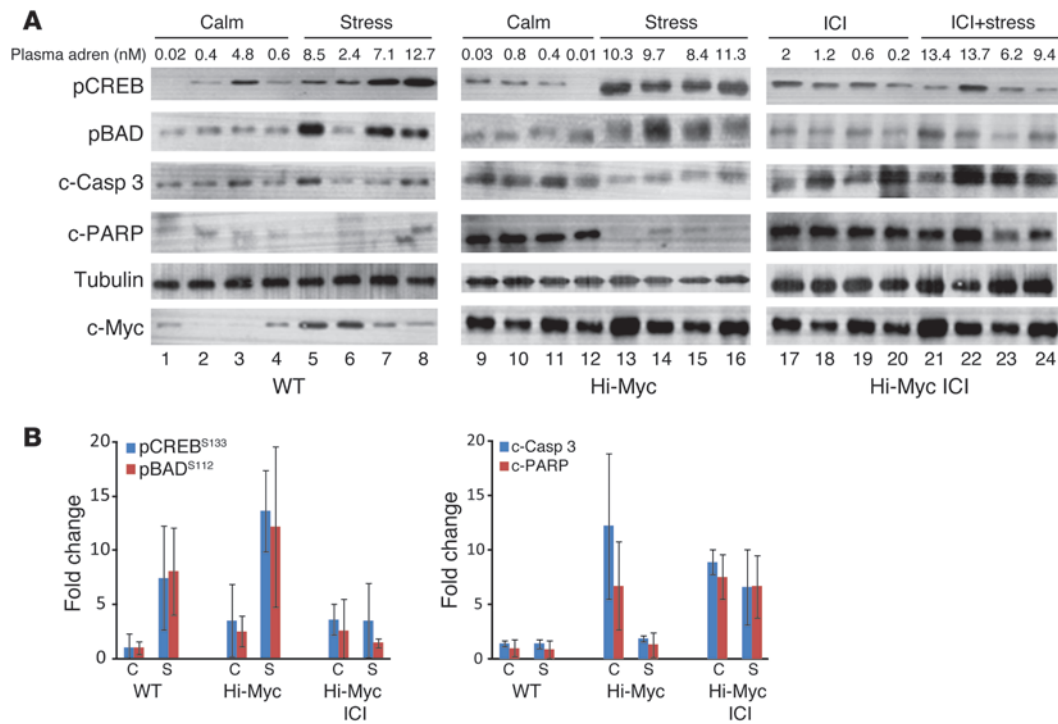 A
Calm Stress Calm Stress ICI ICI+stress
Plasma adren (nM) 0.02 0.4 4.8 0.6 8.5 2.4 7.1 12.7 0.03 0.8 0.4 0.01 10.3 9.7 8.4 11.3 2 1.2 0.6 0.2 13.4 13.7 6.2 9.4
pCREB
pBAD
c-Casp 3
c-PARP
Tubulin
c-Myc
1 2 3 4 5 6 7 8 9 10 11 12 13 14 15 16 17 18 19 20 21 22 23 24
WT Hi-Myc Hi-Myc ICI
B
20
15
10
5
0
Fold change
pCREBS133
pBADS112
C S C S C S
WT Hi-Myc Hi-Myc
ICI
20
15
10
5
0
Fold change
c-Casp 3
c-PARP
C S C S C S
WT Hi-Myc Hi-Myc
ICI